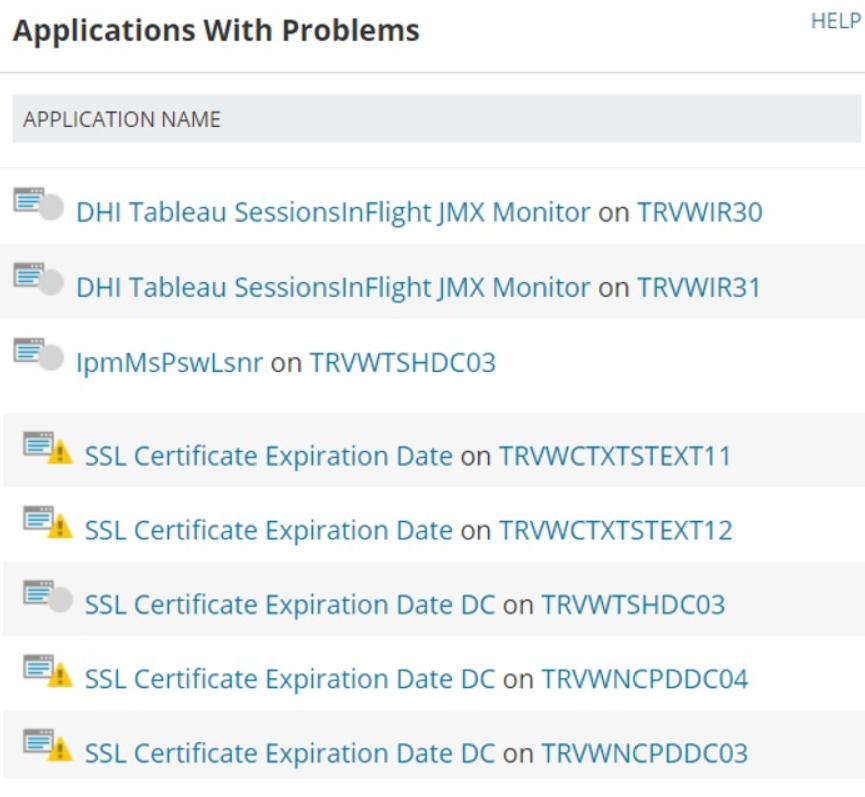 Applications With Problems
HELP
APPLICATION NAME
DHI Tableau SessionsInFlight JMX Monitor on TRVWIR30
DHI Tableau SessionsInFlight JMX Monitor on TRVWIR31
IpmMsPswLsnr on TRVWTSHDC03
SSL Certificate Expiration Date on TRVWCTXTSTEXT11
SSL Certificate Expiration Date on TRVWCTXTSTEXT12
SSL Certificate Expiration Date DC on TRVWTSHDC03
SSL Certificate Expiration Date DC on TRVWNCPDDC04
SSL Certificate Expiration Date DC on TRVWNCPDDC03